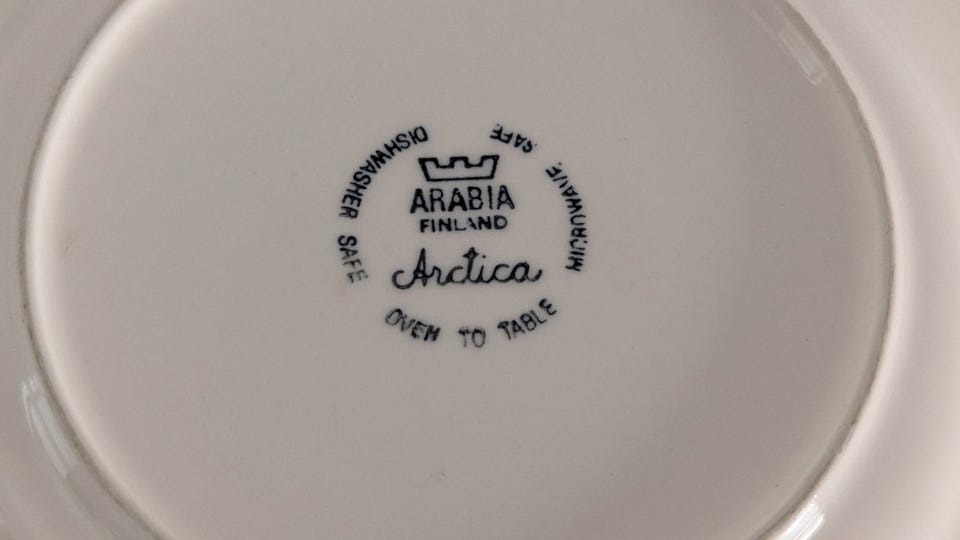 ARABIA
FINLAND
Arctica
DISHWASHER SAFE
OVEN TO TABLE
MICROWAVE SAFE